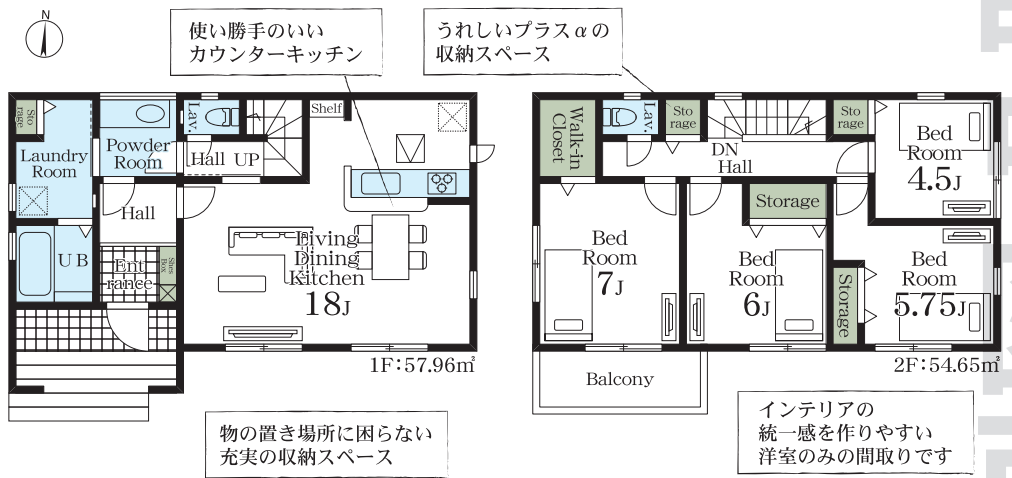 N
使い勝手のいい
カウンターキッチン
うれしいプラスαの
収納スペース
Sto
rage
Laundry
Room
Powder
Room
Lav.
Hall UP
Shelf
Hall
UB
Ent
rance
Shes
Box
Living
Dining
Kitchen
18J
1F:57.96㎡
Walk-in
Closet
Lav.
Sto
rage
DN
Hall
Sto
rage
Bed
Room
4.5J
Storage
Bed
Room
7J
Bed
Room
6J
Storage
Bed
Room
5.75J
Balcony
2F:54.65㎡
物の置き場所に困らない
充実の収納スペース
インテリアの
統一感を作りやすい
洋室のみの間取りです